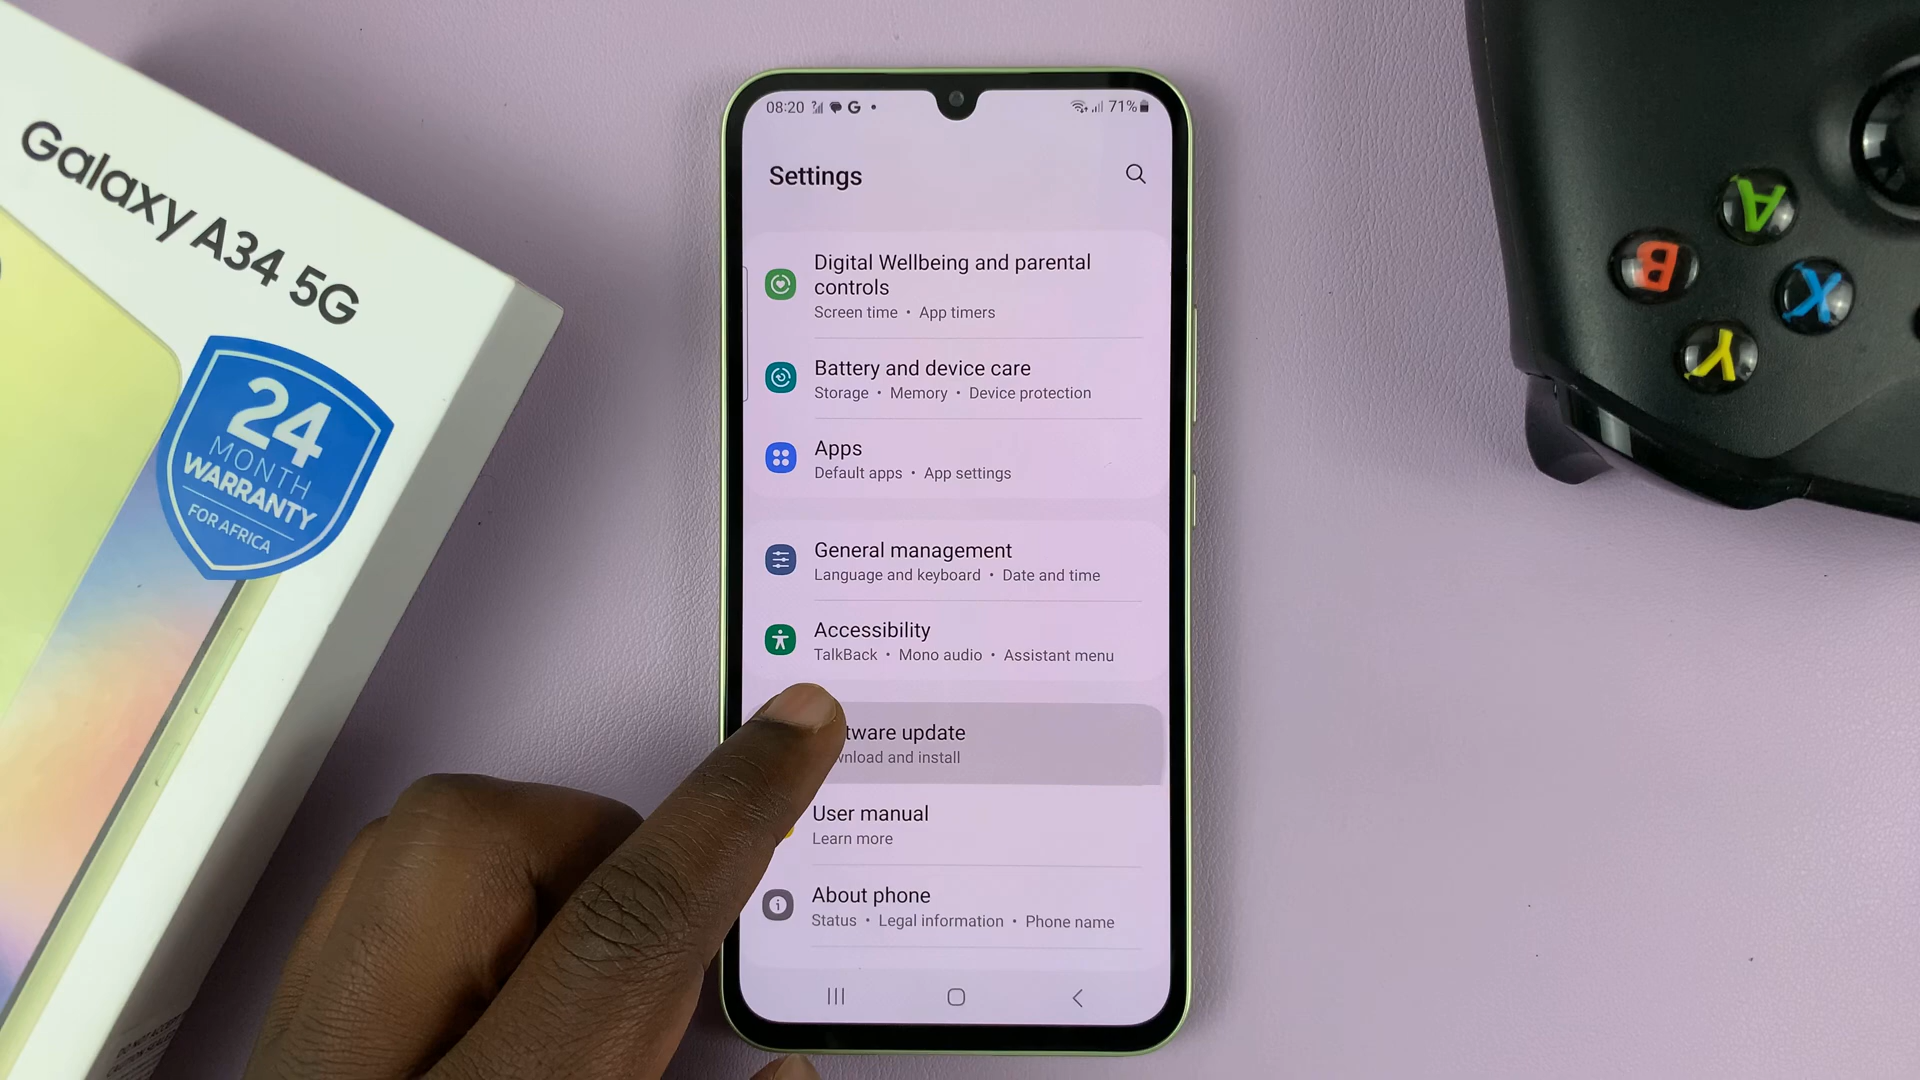 Galaxy A34 5G
24
MONTH
WARRANTY
FOR AFRICA
08:20
71%
Settings
Digital Wellbeing and parental
controls
Screen time • App timers
Battery and device care
Storage • Memory • Device protection
Apps
Default apps • App settings
General management
Language and keyboard • Date and time
Accessibility
TalkBack • Mono audio • Assistant menu
tware update
nload and install
User manual
Learn more
About phone
Status • Legal information • Phone name
A
B
X
Y